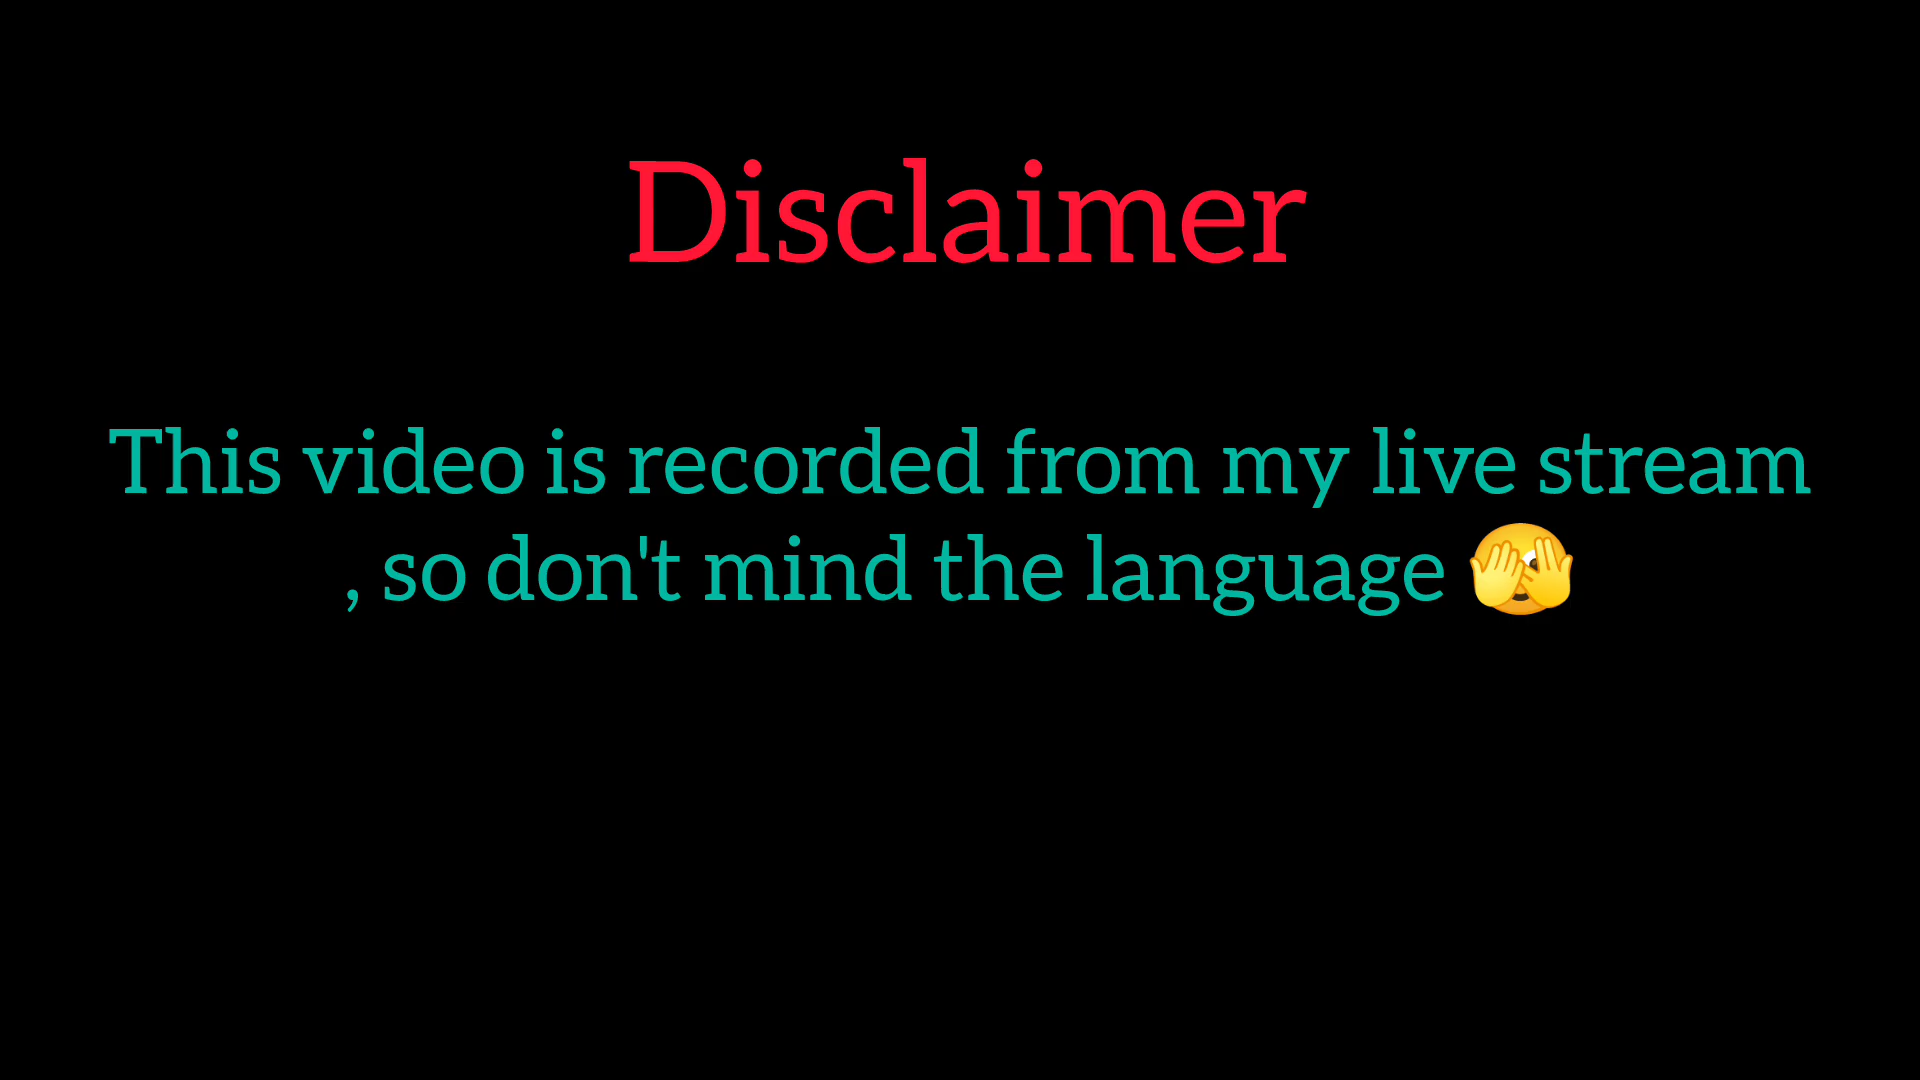 Disclaimer
This video is recorded from my live stream
, so don't mind the language 🫣